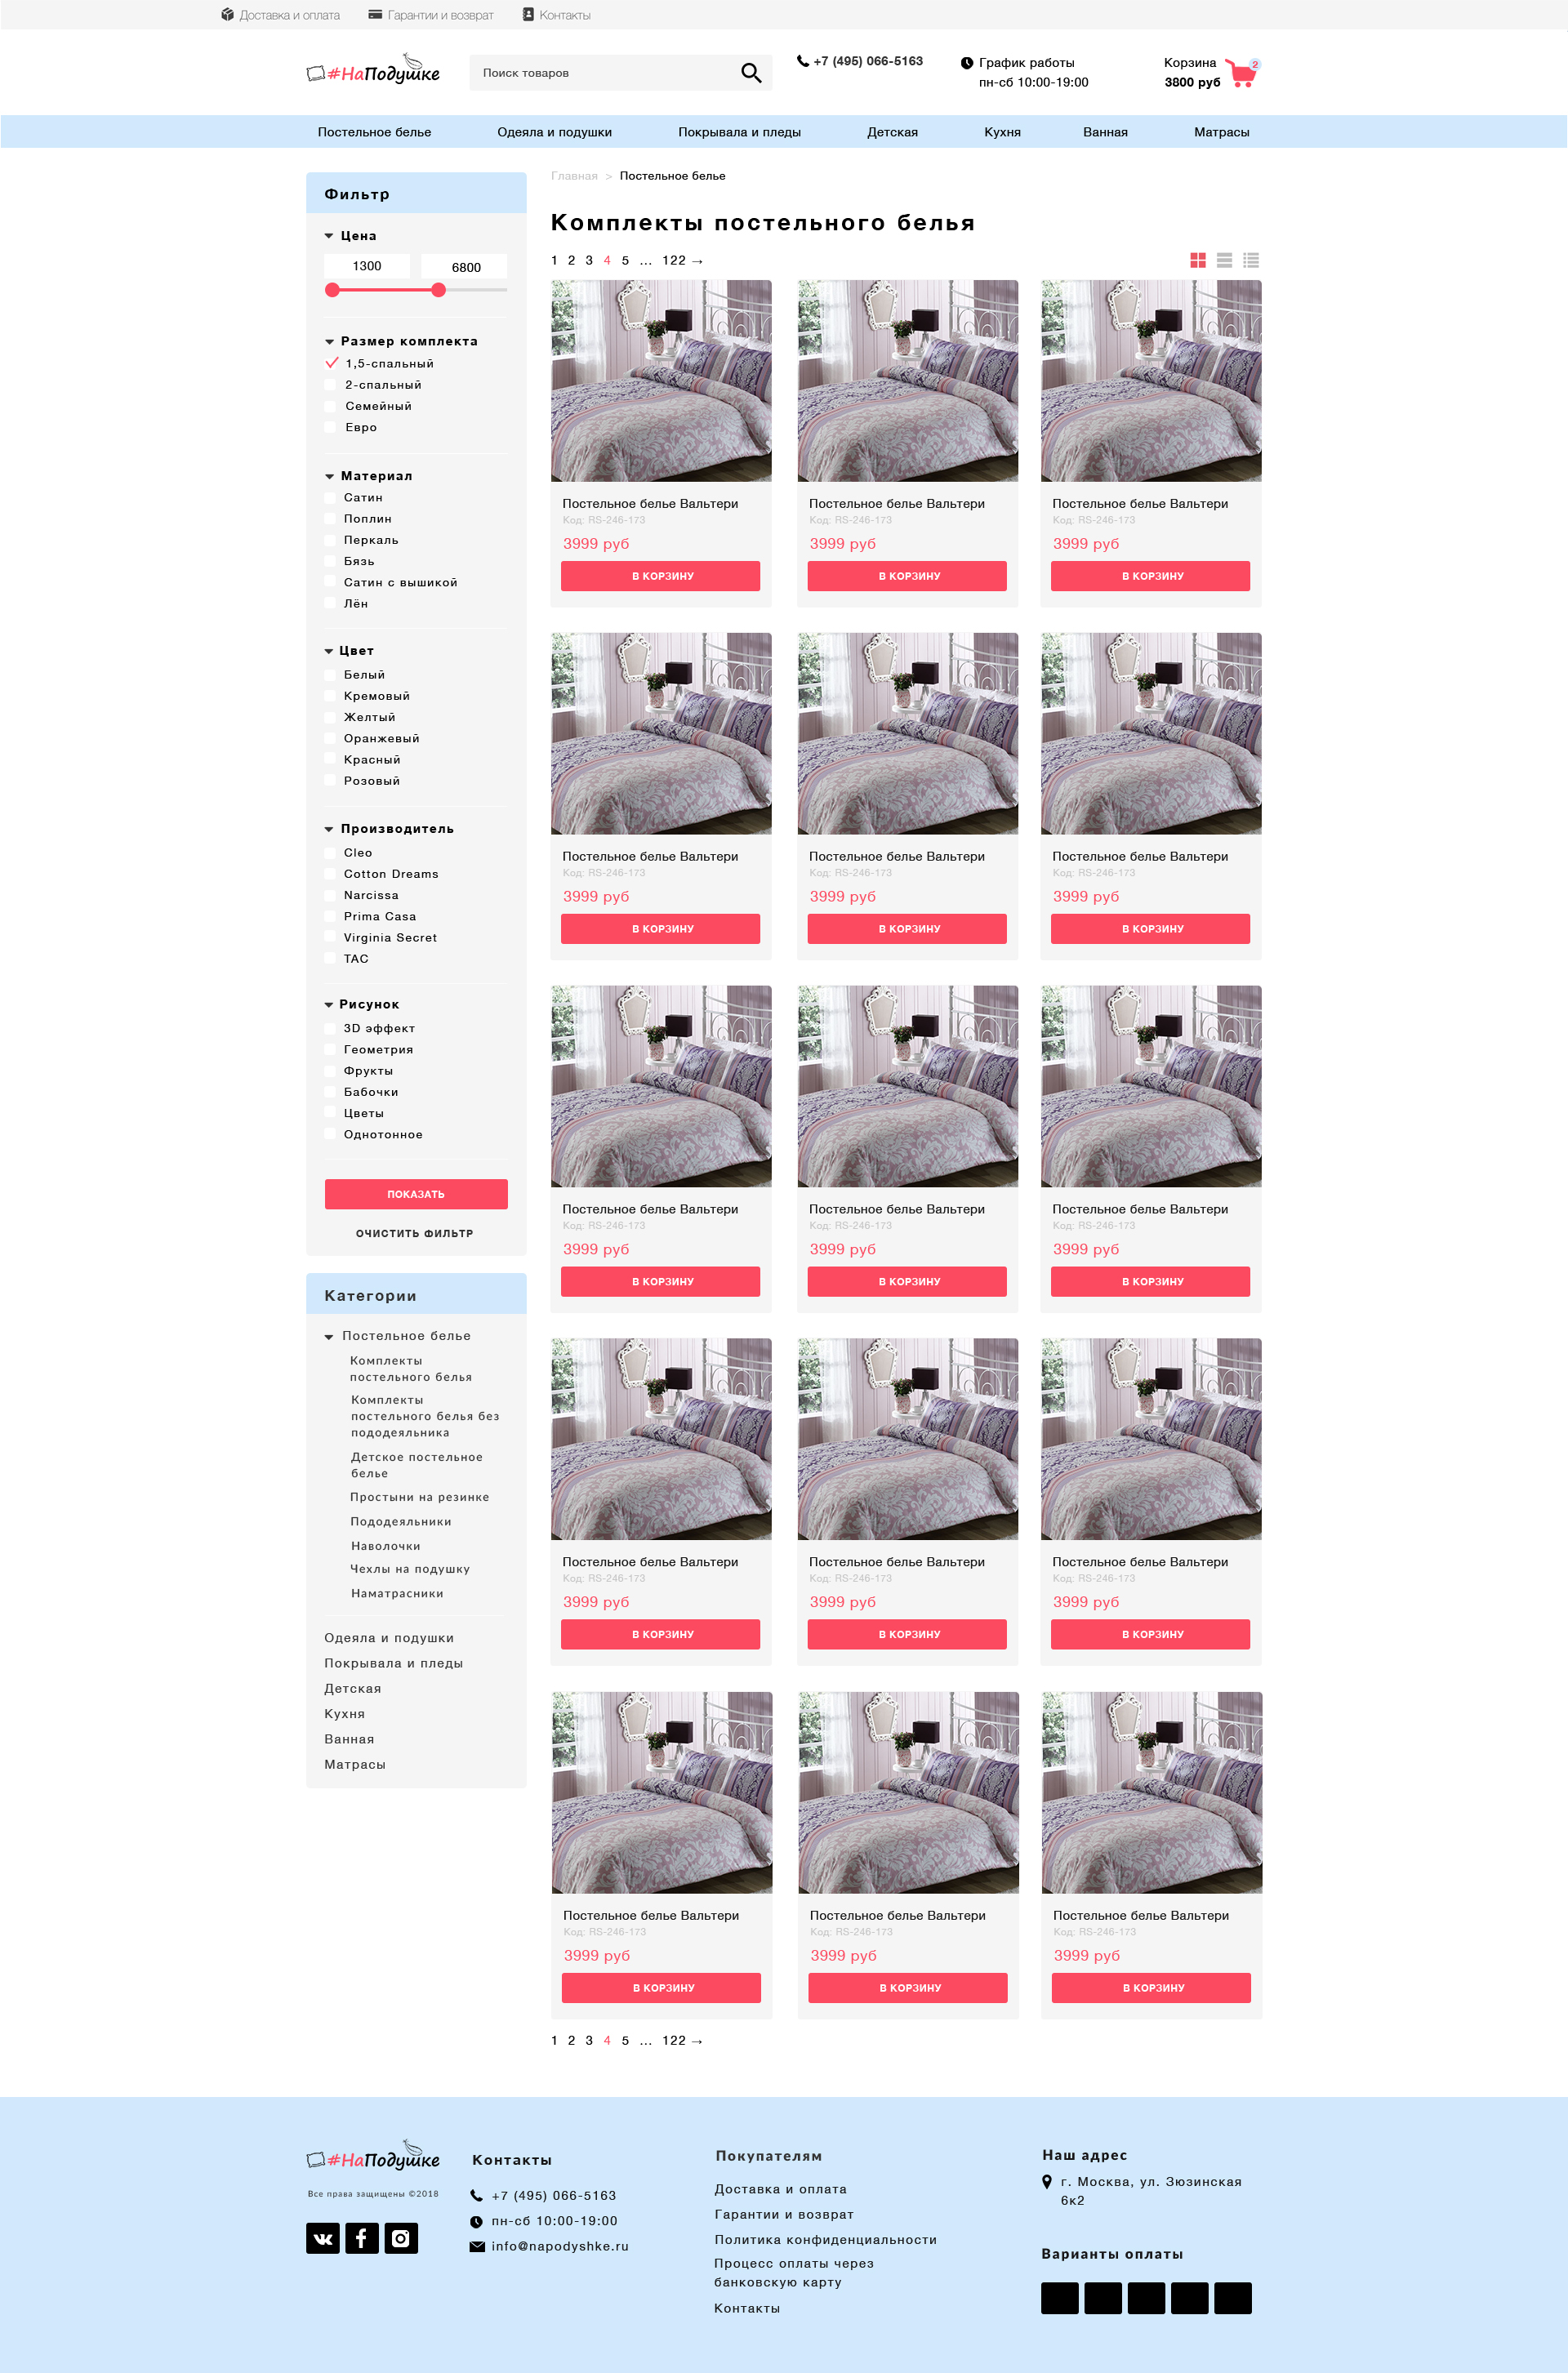 Доставка и оплата Гарантии и возврат Контакты
#НаПодушке
Поиск товаров
+7 (495) 066-5163
График работы
пн-сб 10:00-19:00
Корзина 2
3800 руб
Постельное белье Одеяла и подушки Покрывала и пледы Детская Кухня Ванная Матрасы
Фильтр
Цена
1300 6800
Размер комплекта
1,5-спальный
2-спальный
Семейный
Евро
Материал
Сатин
Поплин
Перкаль
Бязь
Сатин с вышикой
Лён
Цвет
Белый
Кремовый
Желтый
Оранжевый
Красный
Розовый
Производитель
Cleo
Cotton Dreams
Narcissa
Prima Casa
Virginia Secret
TAC
Рисунок
3D эффект
Геометрия
Фрукты
Бабочки
Цветы
Однотонное
ПОКАЗАТЬ
ОЧИСТИТЬ ФИЛЬТР
Категории
Постельное белье
Комплекты
постельного белья
Комплекты
постельного белья без
пододеяльника
Детское постельное
белье
Простыни на резинке
Пододеяльники
Наволочки
Чехлы на подушку
Наматрасники
Одеяла и подушки
Покрывала и пледы
Детская
Кухня
Ванная
Матрасы
Главная > Постельное белье
Комплекты постельного белья
1 2 3 4 5 ... 122 →
Постельное белье Вальтери Постельное белье Вальтери Постельное белье Вальтери
Код: RS-246-173 Код: RS-246-173 Код: RS-246-173
3999 руб 3999 руб 3999 руб
В КОРЗИНУ В КОРЗИНУ В КОРЗИНУ
Постельное белье Вальтери Постельное белье Вальтери Постельное белье Вальтери
Код: RS-246-173 Код: RS-246-173 Код: RS-246-173
3999 руб 3999 руб 3999 руб
В КОРЗИНУ В КОРЗИНУ В КОРЗИНУ
Постельное белье Вальтери Постельное белье Вальтери Постельное белье Вальтери
Код: RS-246-173 Код: RS-246-173 Код: RS-246-173
3999 руб 3999 руб 3999 руб
В КОРЗИНУ В КОРЗИНУ В КОРЗИНУ
Постельное белье Вальтери Постельное белье Вальтери Постельное белье Вальтери
Код: RS-246-173 Код: RS-246-173 Код: RS-246-173
3999 руб 3999 руб 3999 руб
В КОРЗИНУ В КОРЗИНУ В КОРЗИНУ
Постельное белье Вальтери Постельное белье Вальтери Постельное белье Вальтери
Код: RS-246-173 Код: RS-246-173 Код: RS-246-173
3999 руб 3999 руб 3999 руб
В КОРЗИНУ В КОРЗИНУ В КОРЗИНУ
1 2 3 4 5 ... 122 →
#НаПодушке
Все права защищены ©2018
Контакты
+7 (495) 066-5163
пн-сб 10:00-19:00
info@napodyshke.ru
Покупателям
Доставка и оплата
Гарантии и возврат
Политика конфиденциальности
Процесс оплаты через
банковскую карту
Контакты
Наш адрес
г. Москва, ул. Зюзинская
6к2
Варианты оплаты